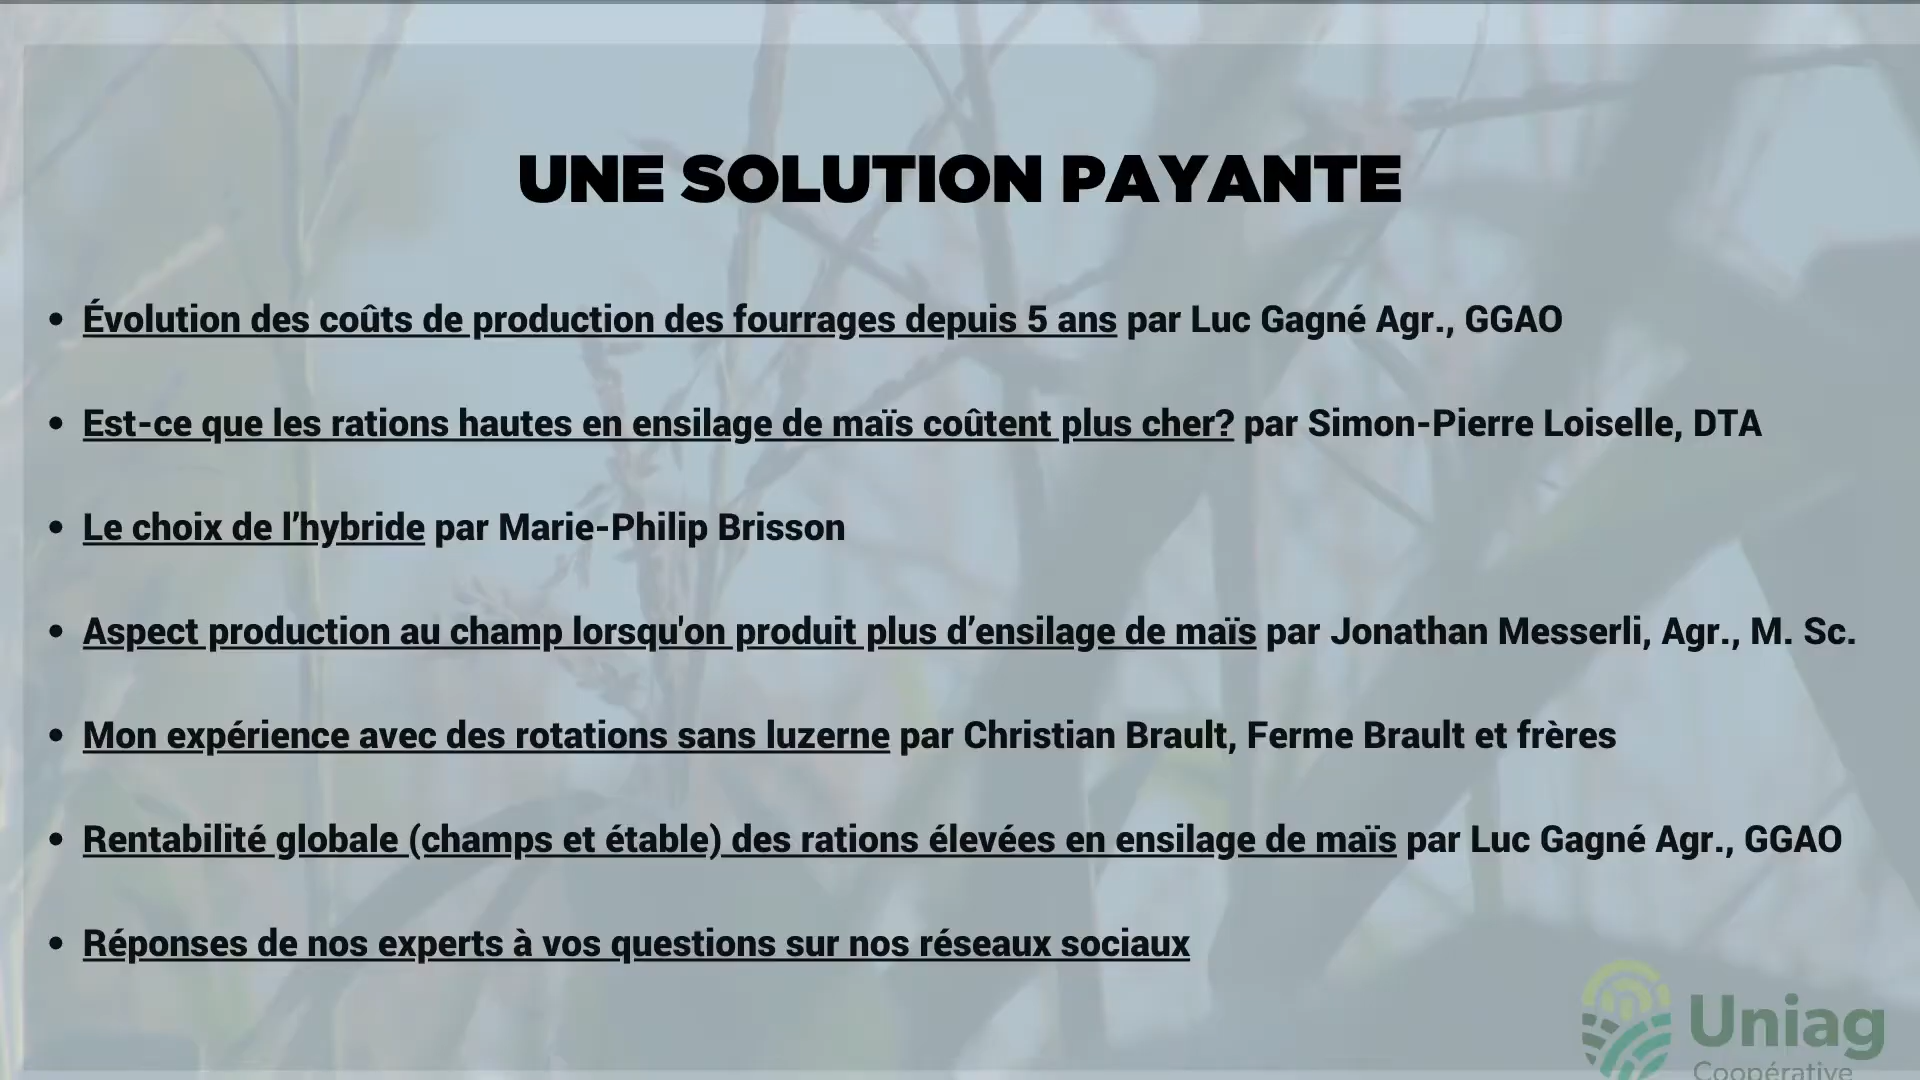 UNE SOLUTION PAYANTE
• Évolution des coûts de production des fourrages depuis 5 ans par Luc Gagné Agr., GGAO
• Est-ce que les rations hautes en ensilage de maïs coûtent plus cher? par Simon-Pierre Loiselle, DTA
• Le choix de l’hybride par Marie-Philip Brisson
• Aspect production au champ lorsqu'on produit plus d’ensilage de maïs par Jonathan Messerli, Agr., M. Sc.
• Mon expérience avec des rotations sans luzerne par Christian Brault, Ferme Brault et frères
• Rentabilité globale (champs et étable) des rations élevées en ensilage de maïs par Luc Gagné Agr., GGAO
• Réponses de nos experts à vos questions sur nos réseaux sociaux
Uniag
Coopérative